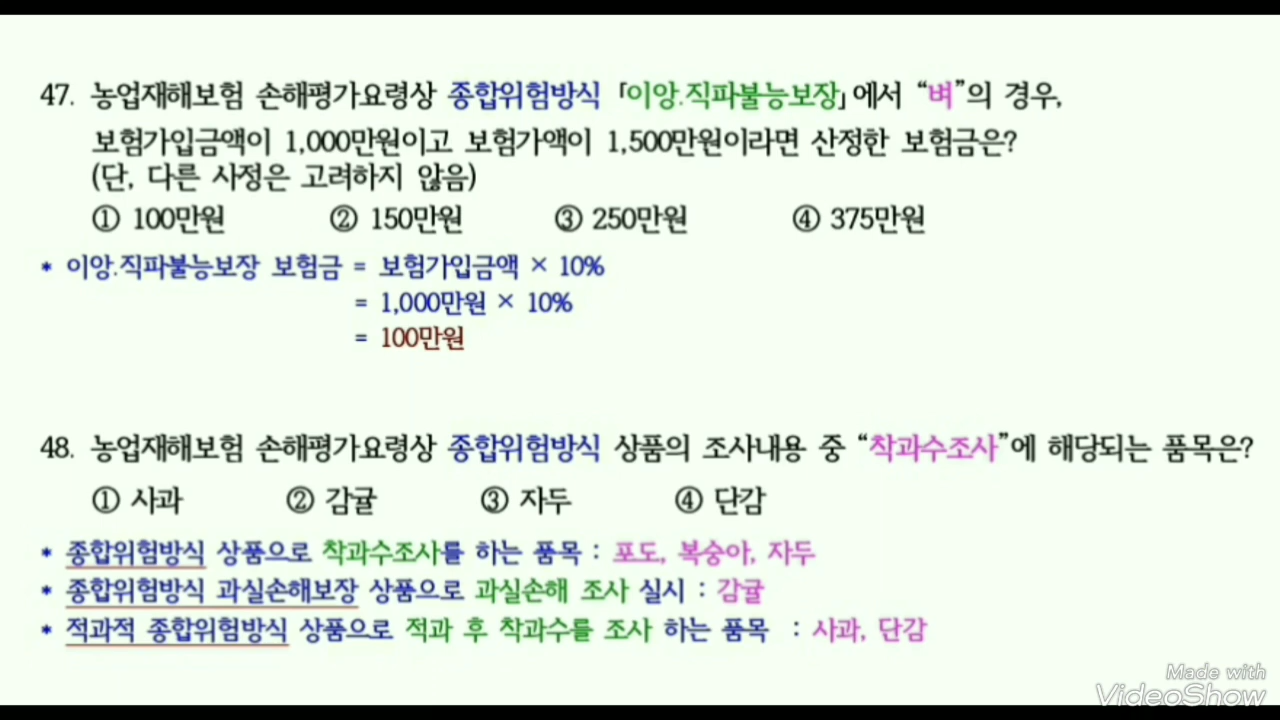 47. 농업재해보험 손해평가요령상 종합위험방식 「이앙.직파불능보장」에서 “벼”의 경우,
보험가입금액이 1,000만원이고 보험가액이 1,500만원이라면 산정한 보험금은?
(단, 다른 사정은 고려하지 않음)
① 100만원 ② 150만원 ③ 250만원 ④ 375만원
* 이앙.직파불능보장 보험금 = 보험가입금액 × 10%
= 1,000만원 × 10%
= 100만원
48. 농업재해보험 손해평가요령상 종합위험방식 상품의 조사내용 중 “착과수조사”에 해당되는 품목은?
① 사과 ② 감귤 ③ 자두 ④ 단감
* 종합위험방식 상품으로 착과수조사를 하는 품목 : 포도, 복숭아, 자두
* 종합위험방식 과실손해보장 상품으로 과실손해 조사 실시 : 감귤
* 적과적 종합위험방식 상품으로 적과 후 착과수를 조사 하는 품목 : 사과, 단감
Made with
VideoShow